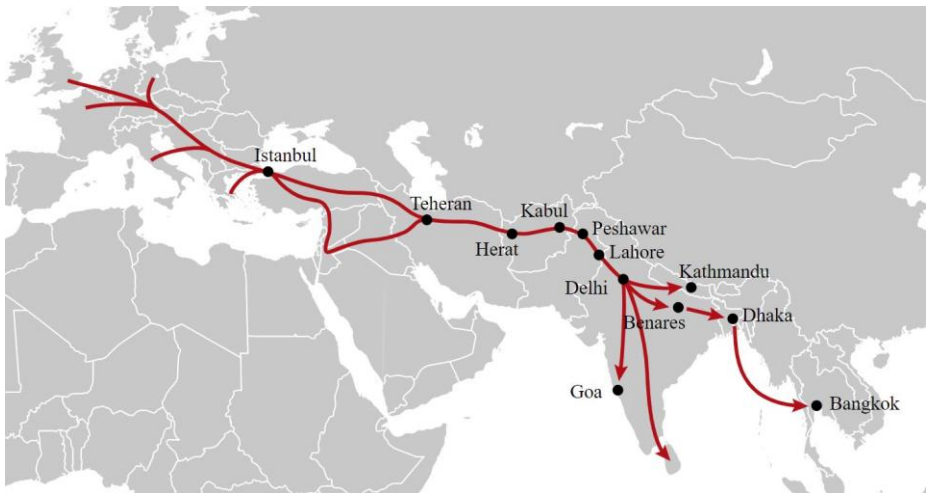 Istanbul
Teheran
Kabul
Peshawar
Herat
Lahore
Delhi
Kathmandu
Benares
Dhaka
Goa
Bangkok